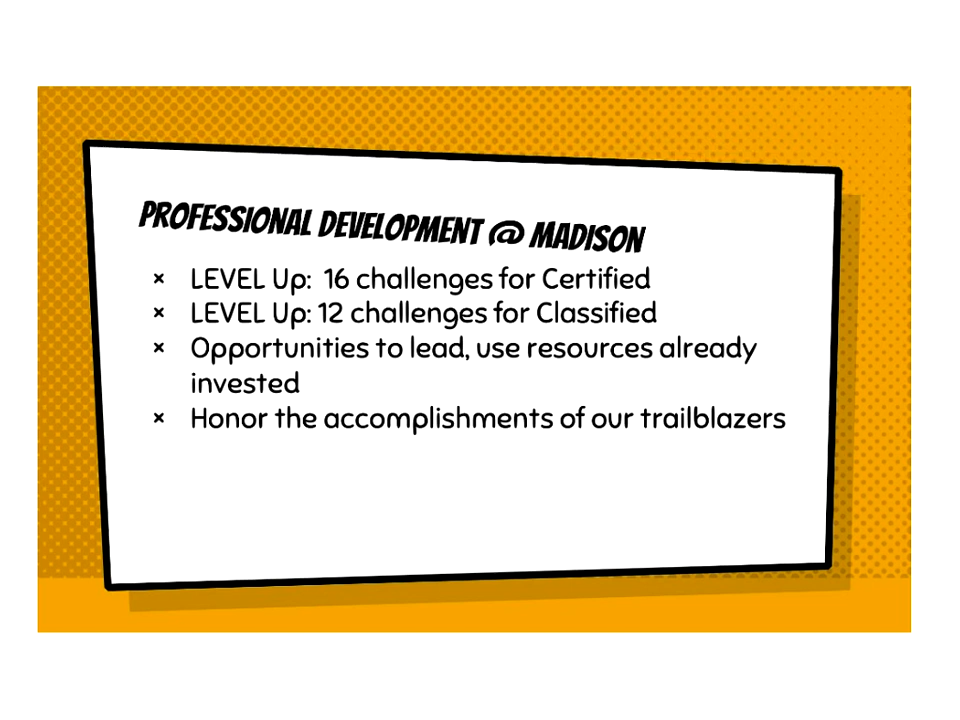 PROFESSIONAL DEVELOPMENT @ MADISON
× LEVEL Up:  16 challenges for Certified
× LEVEL Up: 12 challenges for Classified
× Opportunities to lead, use resources already
invested
× Honor the accomplishments of our trailblazers